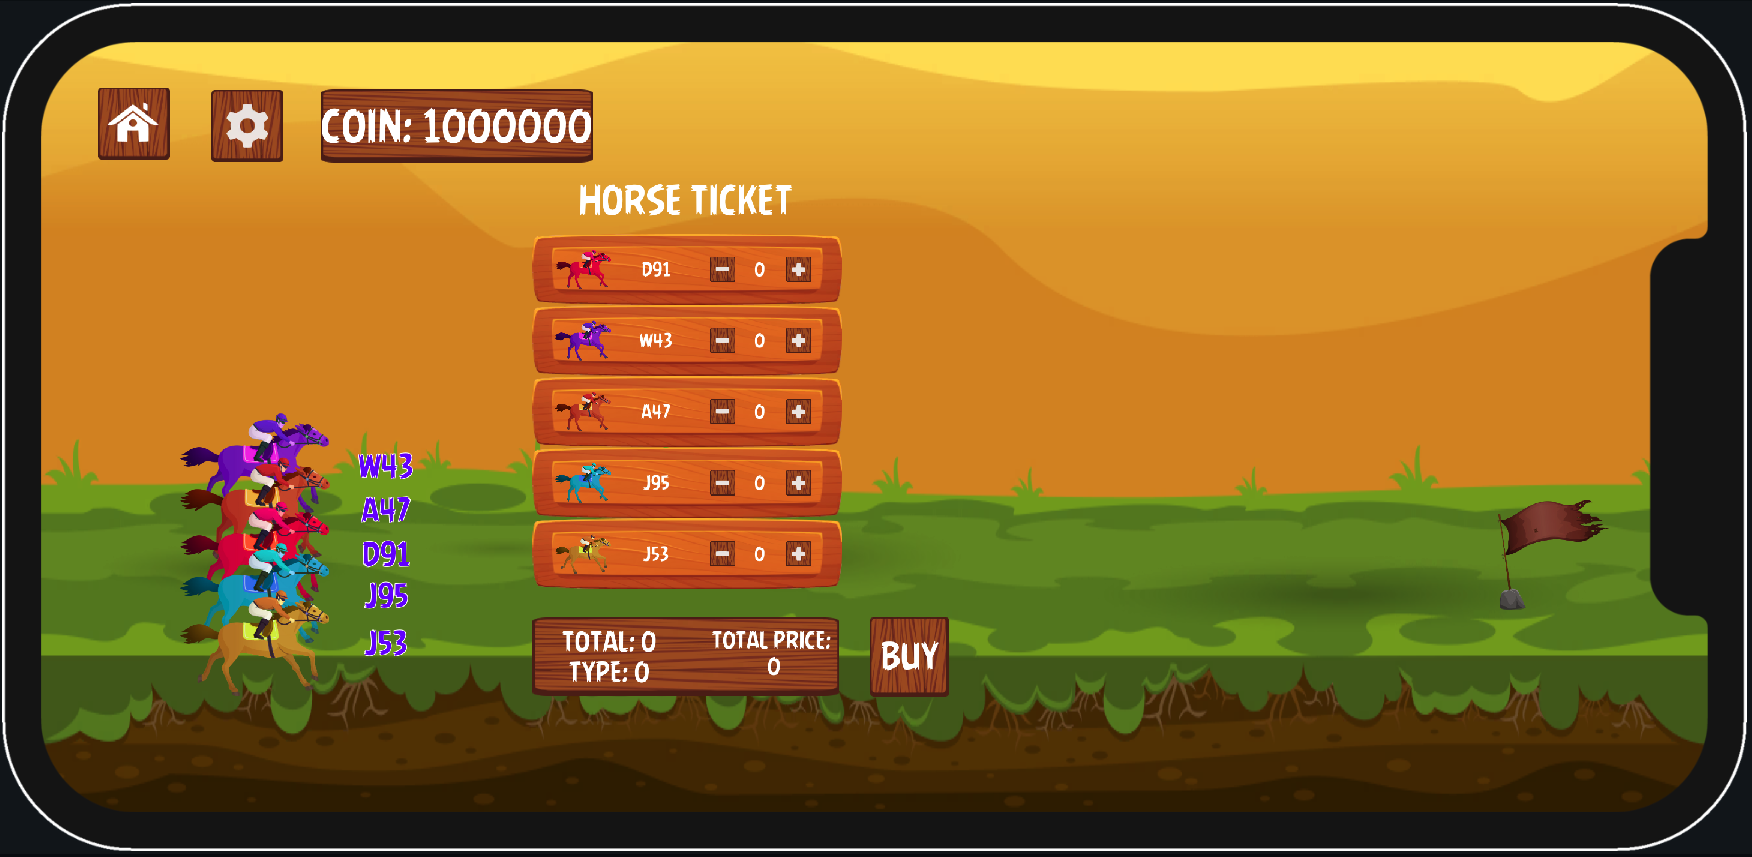 COIN: 1000000
HORSE TICKET
D91 0
W43 0
A47 0
J95 0
J53 0
W43
A47
D91
J95
J53
TOTAL: 0
TYPE: 0
TOTAL PRICE:
0
BUY